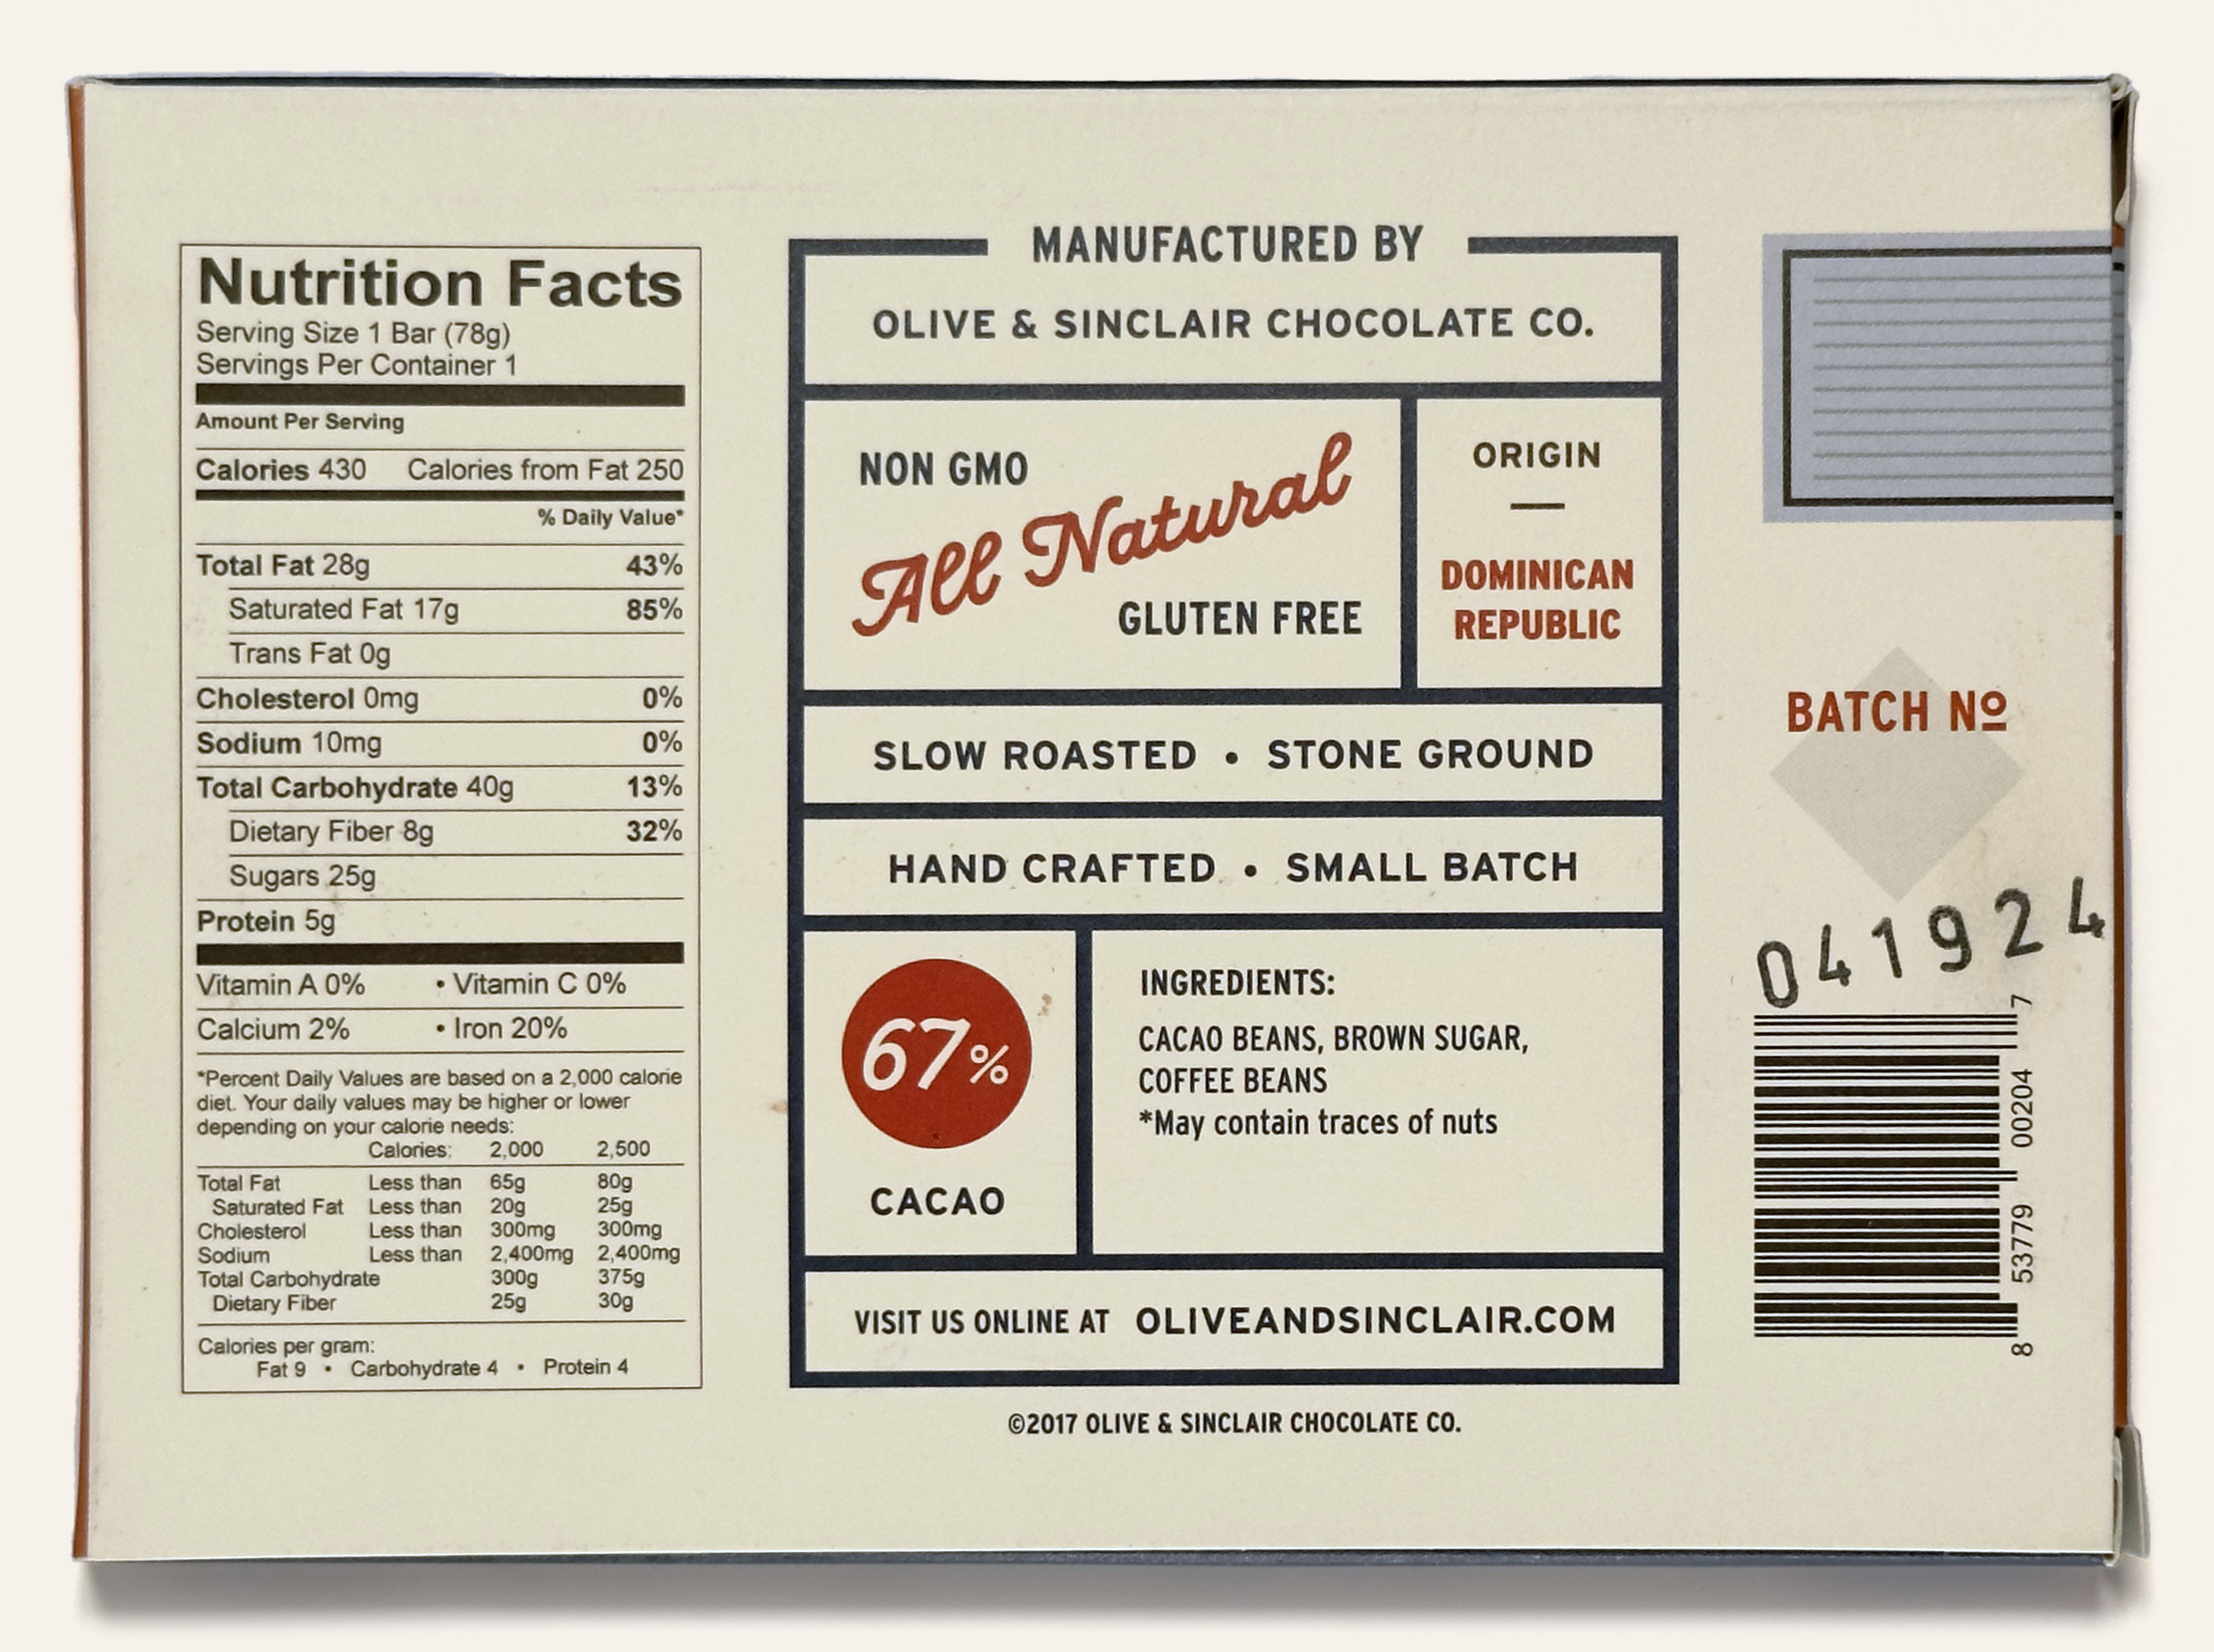 Nutrition Facts
Serving Size 1 Bar (78g)
Servings Per Container 1
Amount Per Serving
Calories 430 Calories from Fat 250
% Daily Value*
Total Fat 28g 43%
Saturated Fat 17g 85%
Trans Fat 0g
Cholesterol 0mg 0%
Sodium 10mg 0%
Total Carbohydrate 40g 13%
Dietary Fiber 8g 32%
Sugars 25g
Protein 5g
Vitamin A 0% • Vitamin C 0%
Calcium 2% • Iron 20%
*Percent Daily Values are based on a 2,000 calorie
diet. Your daily values may be higher or lower
depending on your calorie needs:
Calories: 2,000 2,500
Total Fat Less than 65g 80g
Saturated Fat Less than 20g 25g
Cholesterol Less than 300mg 300mg
Sodium Less than 2,400mg 2,400mg
Total Carbohydrate 300g 375g
Dietary Fiber 25g 30g
Calories per gram:
Fat 9 • Carbohydrate 4 • Protein 4
MANUFACTURED BY
OLIVE & SINCLAIR CHOCOLATE CO.
NON GMO
All Natural
GLUTEN FREE
ORIGIN
—
DOMINICAN
REPUBLIC
SLOW ROASTED • STONE GROUND
HAND CRAFTED • SMALL BATCH
67%
CACAO
INGREDIENTS:
CACAO BEANS, BROWN SUGAR,
COFFEE BEANS
*May contain traces of nuts
VISIT US ONLINE AT OLIVEANDSINCLAIR.COM
©2017 OLIVE & SINCLAIR CHOCOLATE CO.
BATCH Nº
041924
8 53779 00204 7